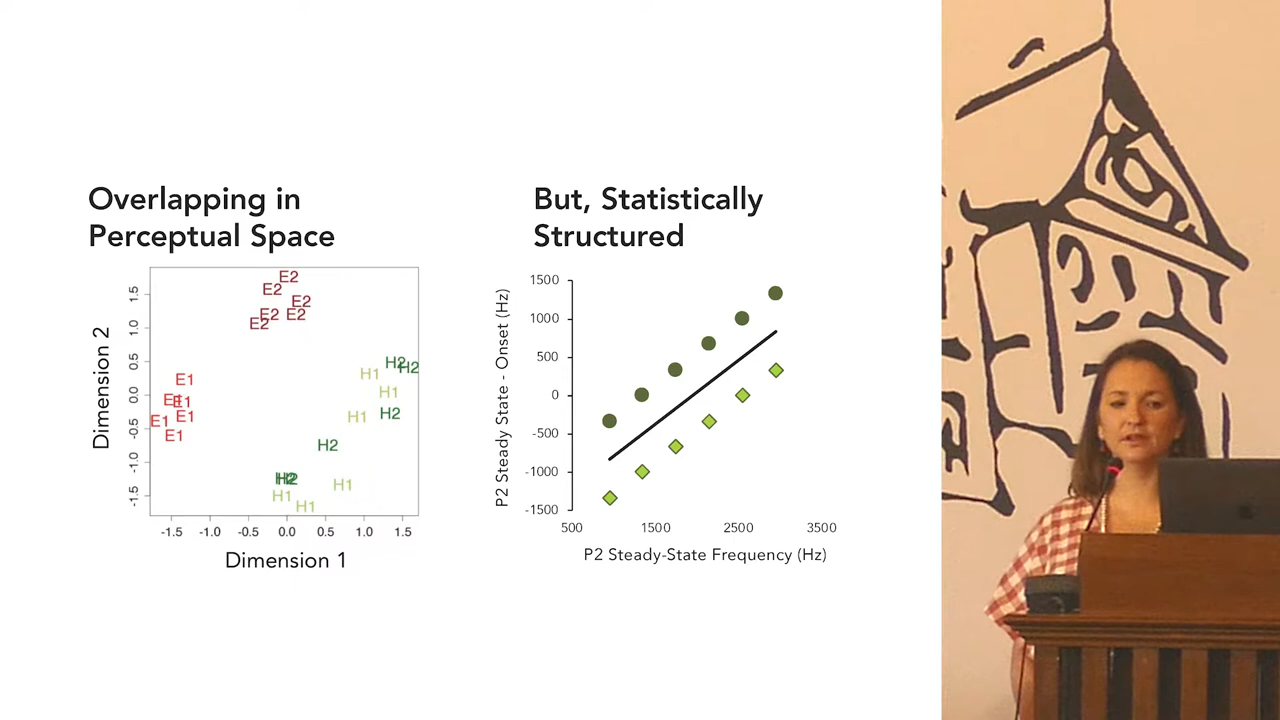 Overlapping in
Perceptual Space
But, Statistically
Structured
E2
E2
E2
E2
E2
E2
E1
E1
E1
E1
E1
E1
H2
H2
H1
H1
H1
H2
H2
H1
H2
H2
H1
H1
Dimension 2
1.5
1.0
0.5
0.0
-0.5
-1.0
-1.5
-1.5
-1.0
-0.5
0.0
0.5
1.0
1.5
Dimension 1
P2 Steady State - Onset (Hz)
1500
1000
500
0
-500
-1000
-1500
500
1500
2500
3500
P2 Steady-State Frequency (Hz)